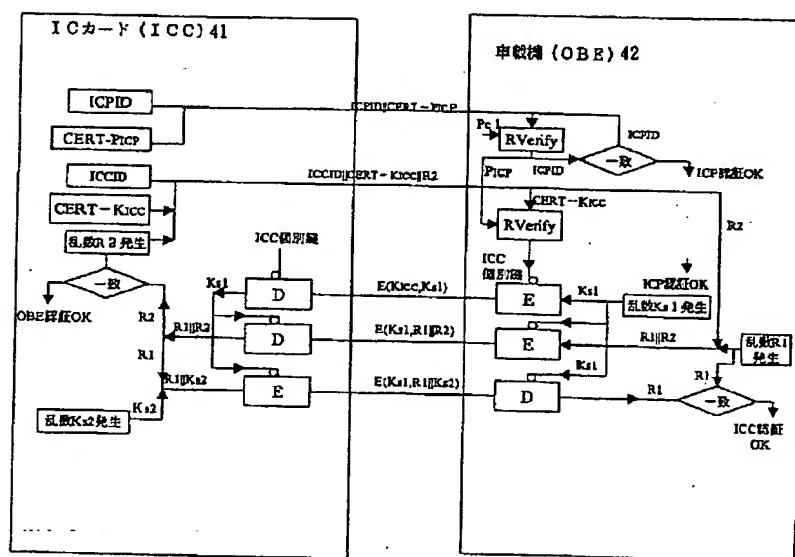 ICカード (ICC) 41
車載機 (OBE) 42
ICPID
CERT-PICP
ICPID||CERT-PICP
Pc1
RVerify
ICPID
一致
ICP認証OK
PICP
ICPID
ICCID
ICCID||CERT-KICC||R2
CERT-KICC
乱数R2発生
CERT-KICC
RVerify
R2
一致
OBE認証OK
ICC個別鍵
ICC
個別鍵
ICP認証OK
Ks1
D
E(KICC,Ks1)
E
Ks1
乱数Ks1発生
R2
R1||R2
D
E(Ks1,R1||R2)
E
R1||R2
乱数R1
発生
R1
R1||Ks2
E
E(Ks1,R1||Ks2)
Ks1
D
R1
R1
一致
ICC認証
OK
Ks2
乱数Ks2発生